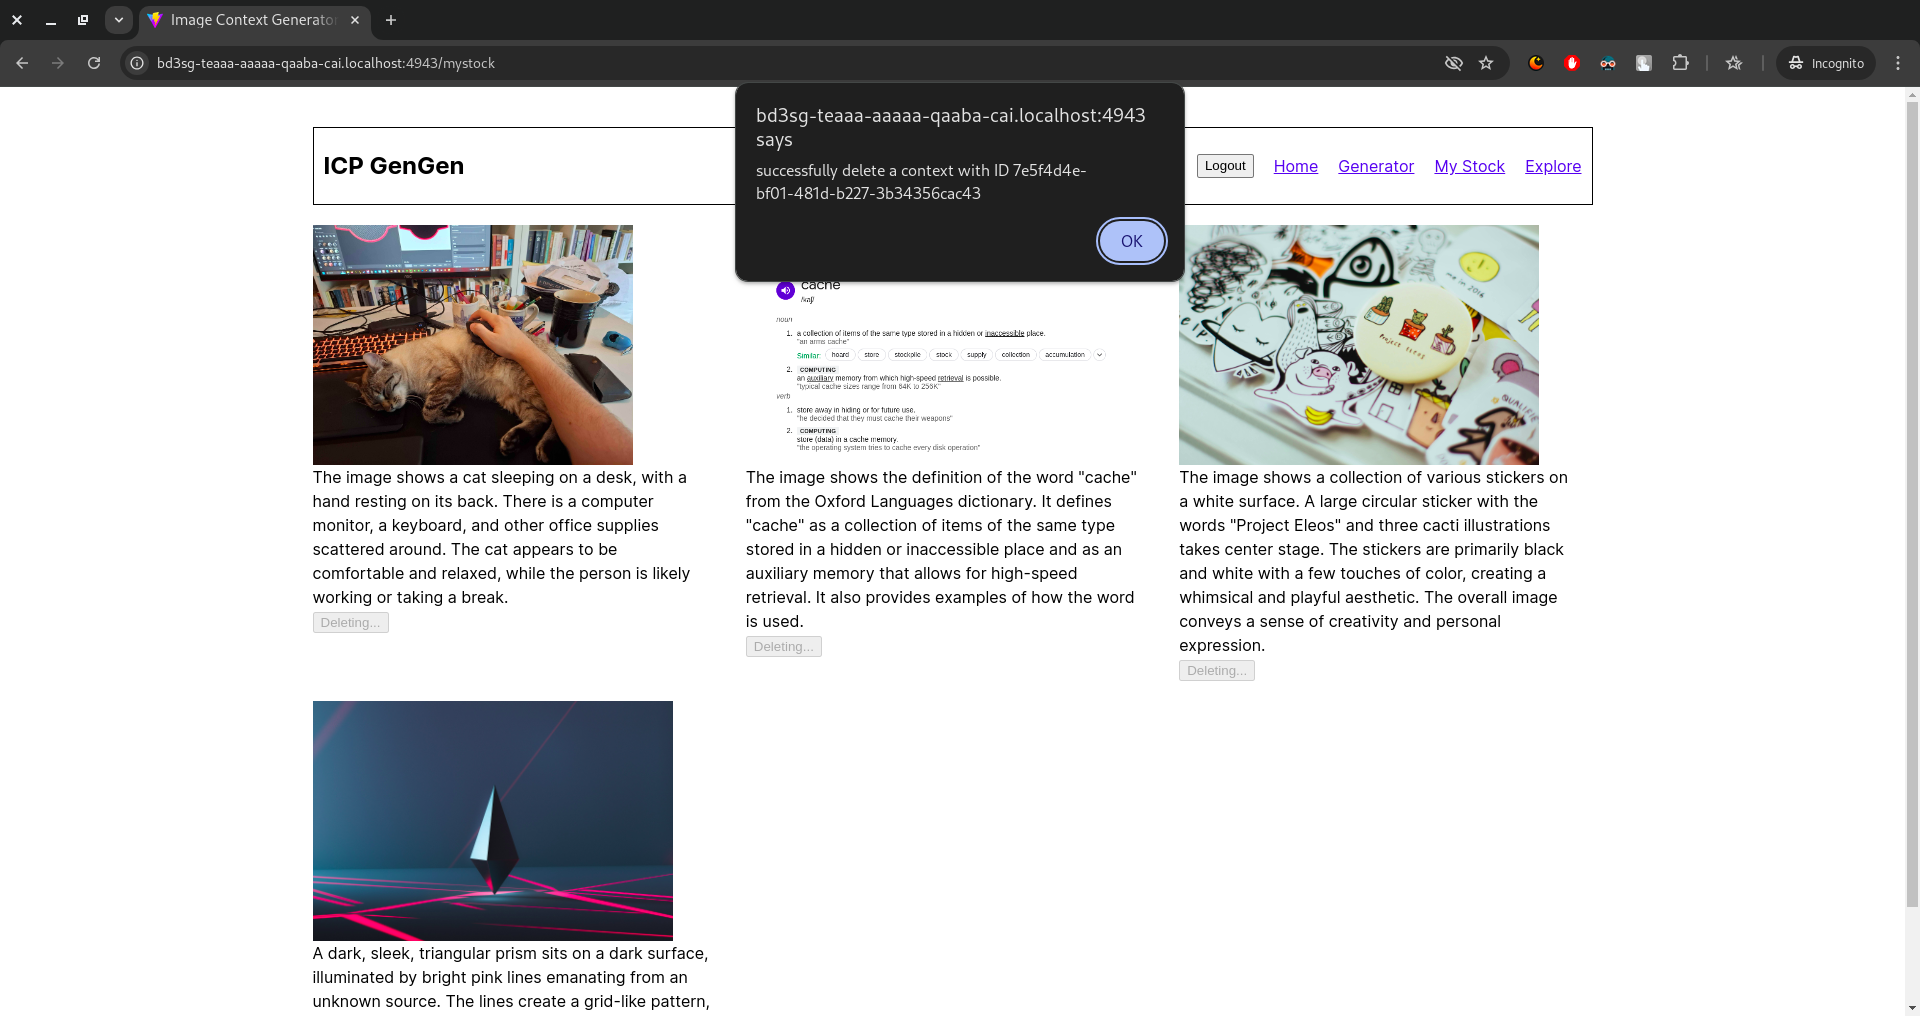 Image Context Generator
bd3sg-teaaa-aaaaa-qaaba-cai.localhost:4943/mystock
Incognito
bd3sg-teaaa-aaaaa-qaaba-cai.localhost:4943
says
successfully delete a context with ID 7e5f4d4e-
bf01-481d-b227-3b34356cac43
OK
ICP GenGen
Logout
Home
Generator
My Stock
Explore
cache
/kaʃ/
noun
1. a collection of items of the same type stored in a hidden or inaccessible place.
"an arms cache"
Similar: hoard store stockpile stock supply collection accumulation
2. COMPUTING
an auxiliary memory from which high-speed retrieval is possible.
"typical cache sizes range from 64K to 256K"
verb
1. store away in hiding or for future use.
"he decided that they must cache their weapons"
2. COMPUTING
store (data) in a cache memory.
"the operating system tries to cache every disk operation"
me in 2016
Project Eleos
The image shows a cat sleeping on a desk, with a
hand resting on its back. There is a computer
monitor, a keyboard, and other office supplies
scattered around. The cat appears to be
comfortable and relaxed, while the person is likely
working or taking a break.
Deleting...
The image shows the definition of the word "cache"
from the Oxford Languages dictionary. It defines
"cache" as a collection of items of the same type
stored in a hidden or inaccessible place and as an
auxiliary memory that allows for high-speed
retrieval. It also provides examples of how the word
is used.
Deleting...
The image shows a collection of various stickers on
a white surface. A large circular sticker with the
words "Project Eleos" and three cacti illustrations
takes center stage. The stickers are primarily black
and white with a few touches of color, creating a
whimsical and playful aesthetic. The overall image
conveys a sense of creativity and personal
expression.
Deleting...
A dark, sleek, triangular prism sits on a dark surface,
illuminated by bright pink lines emanating from an
unknown source. The lines create a grid-like pattern,